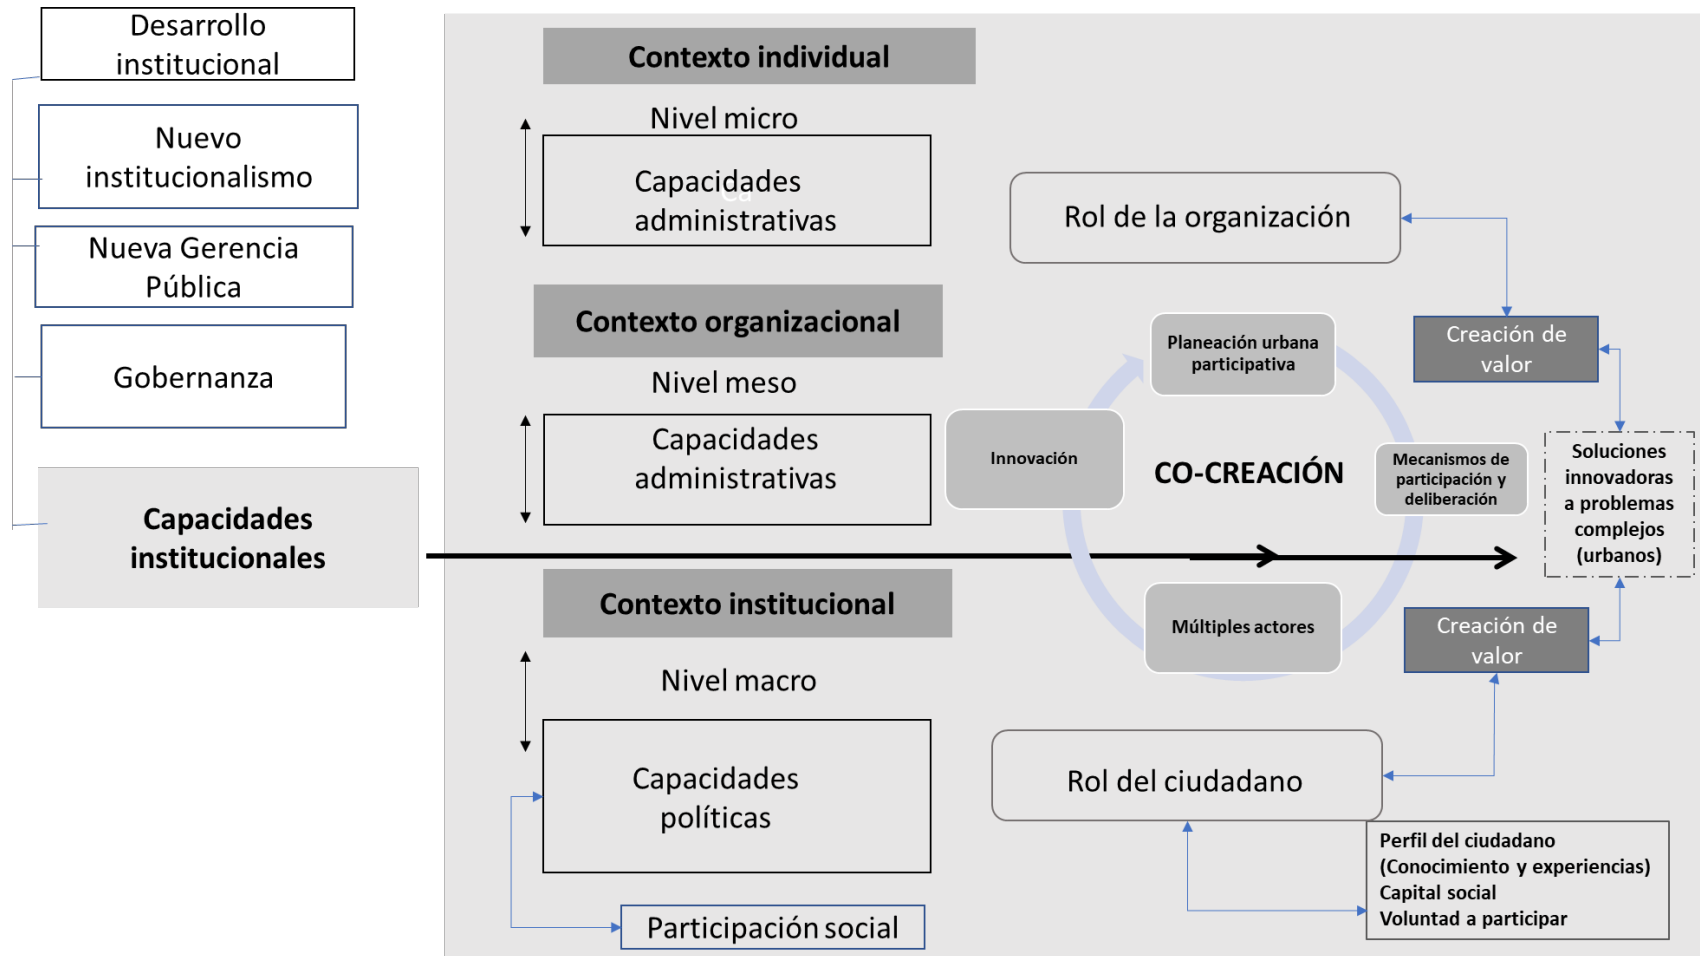 Desarrollo
institucional
Nuevo
institucionalismo
Nueva Gerencia
Pública
Gobernanza
Capacidades
institucionales
Contexto individual
Nivel micro
Ca
Capacidades
administrativas
Contexto organizacional
Nivel meso
Capacidades
administrativas
Contexto institucional
Nivel macro
Capacidades
políticas
Participación social
Rol de la organización
Planeación urbana
participativa
Innovación
CO-CREACIÓN
Mecanismos de
participación y
deliberación
Múltiples actores
Creación de
valor
Soluciones
innovadoras
a problemas
complejos
(urbanos)
Creación de
valor
Rol del ciudadano
Perfil del ciudadano
(Conocimiento y experiencias)
Capital social
Voluntad a participar